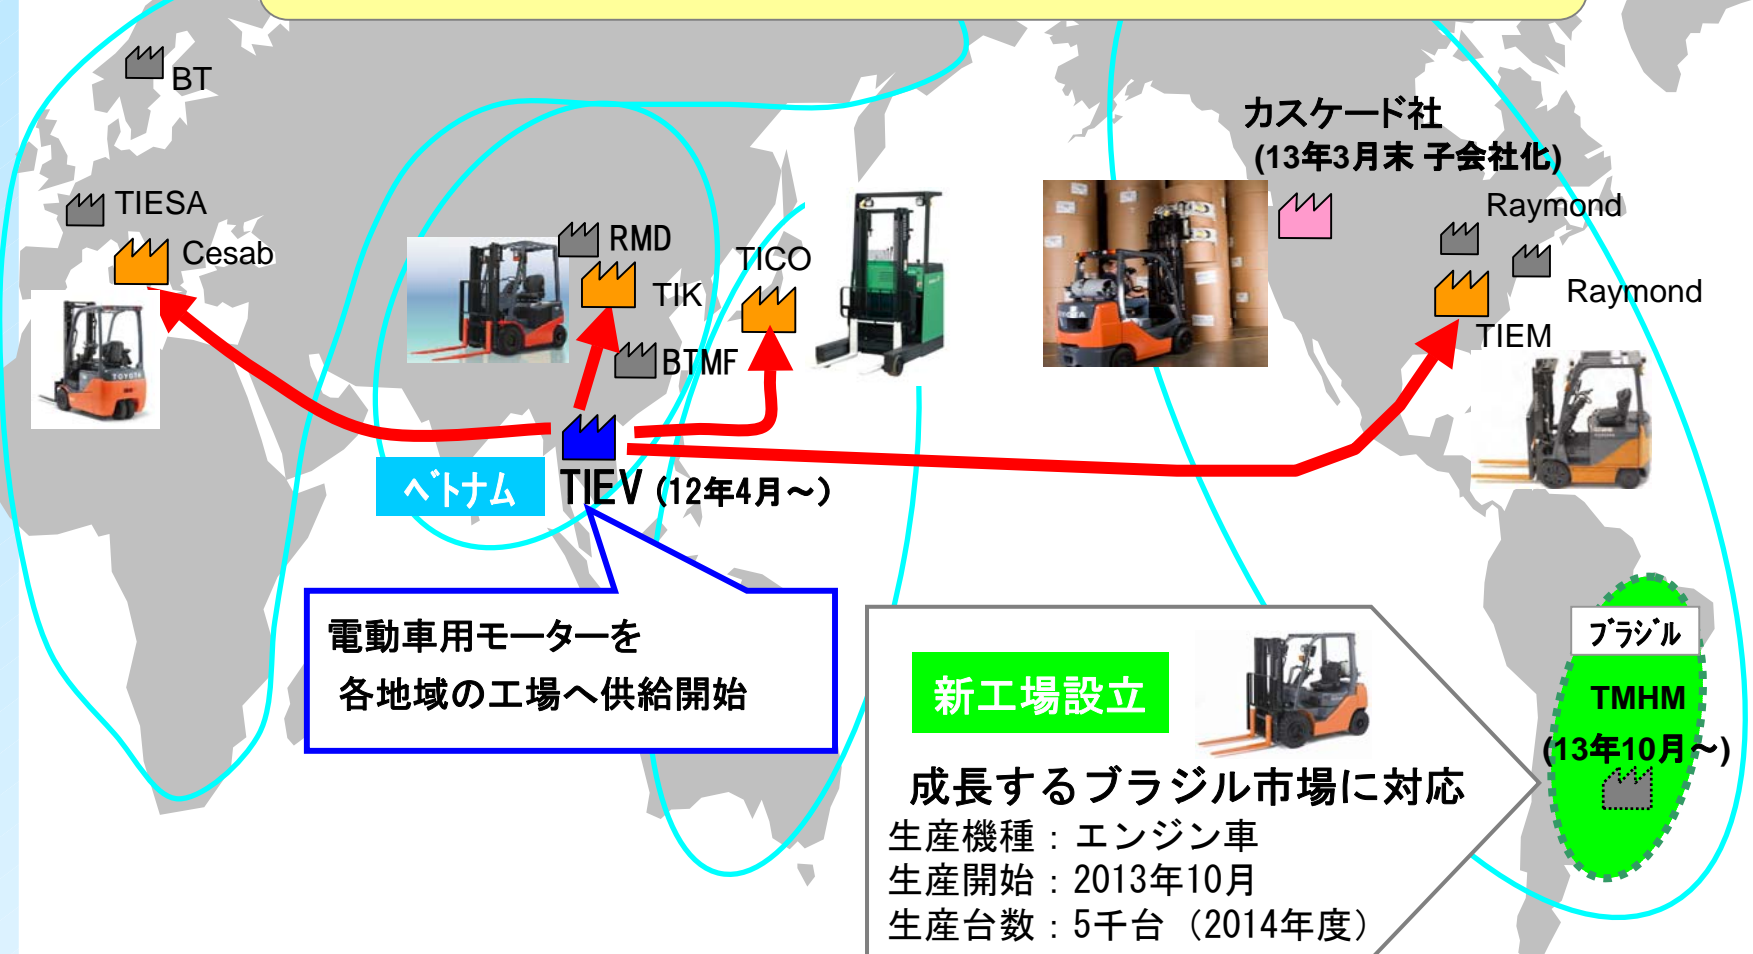 BT
TIESA
Cesab
RMD
TIK
BTMF
TICO
カスケード社
(13年3月末 子会社化)
Raymond
Raymond
TIEM
ベトナム
TIEV (12年4月～)
電動車用モーターを
各地域の工場へ供給開始
新工場設立
成長するブラジル市場に対応
生産機種：エンジン車
生産開始：2013年10月
生産台数：5千台（2014年度）
ブラジル
TMHM
(13年10月～)
TOYOTA
TOYOTA